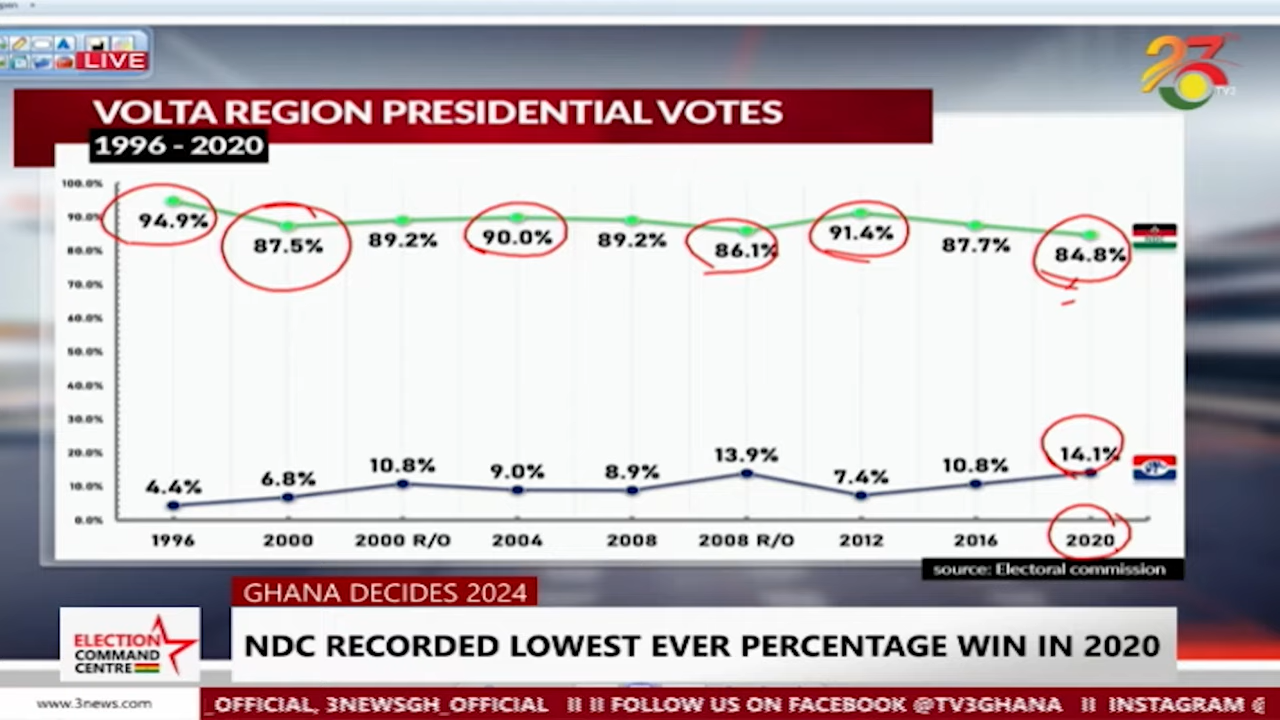 LIVE
23
TV3
VOLTA REGION PRESIDENTIAL VOTES
1996 - 2020
100.0%
90.0%
80.0%
70.0%
60.0%
50.0%
40.0%
30.0%
20.0%
10.0%
0.0%
94.9% 87.5% 89.2% 90.0% 89.2% 86.1% 91.4% 87.7% 84.8%
4.4% 6.8% 10.8% 9.0% 8.9% 13.9% 7.4% 10.8% 14.1%
1996 2000 2000 R/O 2004 2008 2008 R/O 2012 2016 2020
source: Electoral commission
GHANA DECIDES 2024
ELECTION
COMMAND
CENTRE
NDC RECORDED LOWEST EVER PERCENTAGE WIN IN 2020
www.3news.com
_OFFICIAL, 3NEWSGH_OFFICIAL II II FOLLOW US ON FACEBOOK @TV3GHANA II INSTAGRAM @